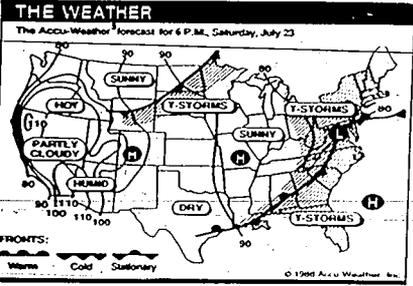 THE WEATHER
The Accu-Weather forecast for 6 P.M., Saturday, July 23
80
90
90
80
SUNNY
HOT
T-STORMS
T-STORMS
80
110
SUNNY
PARTLY
CLOUDY
H
H
L
HUMID
80
90
100
110
100
DRY
H
T-STORMS
90
FRONTS:
Warm Cold Stationary
© 1988 Accu Weather, Inc.